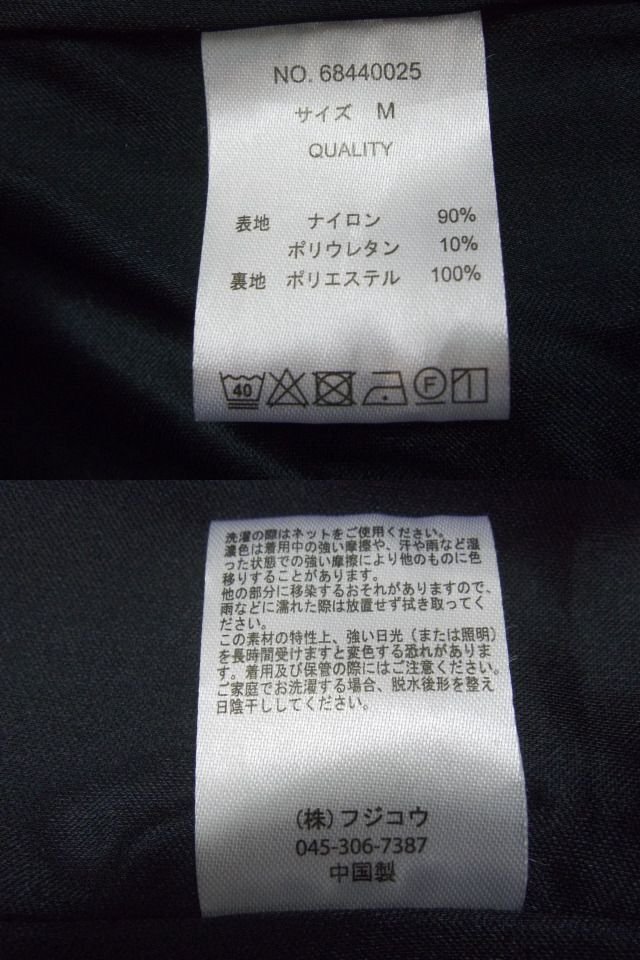 NO. 68440025
サイズ M
QUALITY
表地 ナイロン 90%
ポリウレタン 10%
裏地 ポリエステル 100%
40 F
洗濯の際はネットをご使用ください。
濃色は着用中の強い摩擦や、汗や雨など湿
った状態での強い摩擦により他のものに色
移りすることがあります。
他の部分に移染するおそれがありますので、
雨などに濡れた際は放置せず拭き取ってく
ださい。
この素材の特性上、強い日光（または照明）
を長時間受けますと変色する恐れがありま
す。着用及び保管の際にはご注意ください。
ご家庭でお洗濯する場合、脱水後形を整え
日陰干ししてください。
(株)フジコウ
045-306-7387
中国製